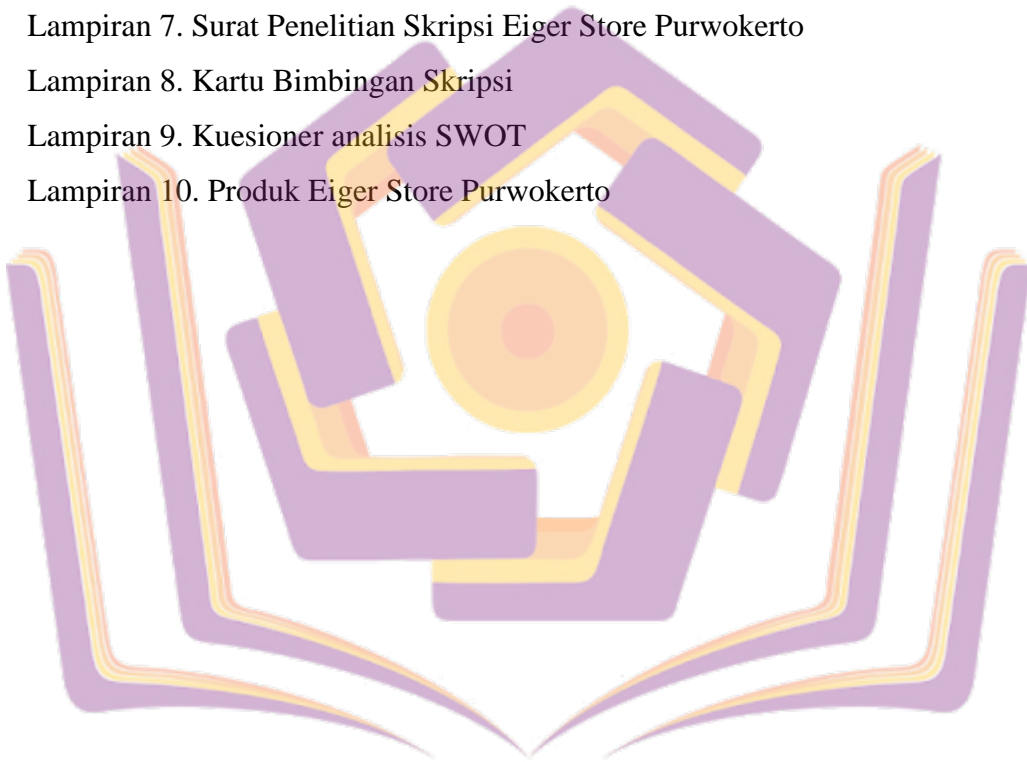 Lampiran 7. Surat Penelitian Skripsi Eiger Store Purwokerto
Lampiran 8. Kartu Bimbingan Skripsi
Lampiran 9. Kuesioner analisis SWOT
Lampiran 10. Produk Eiger Store Purwokerto